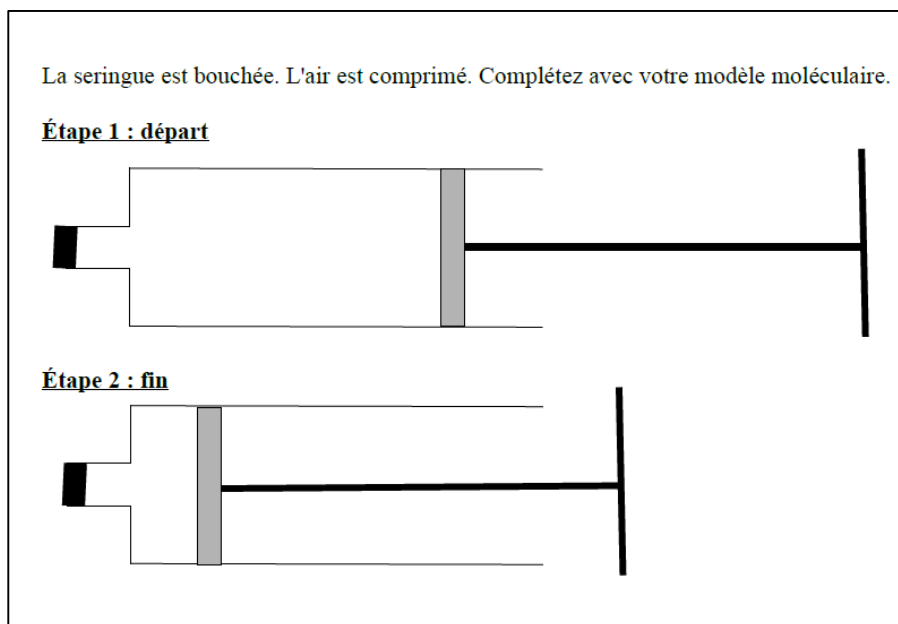 La seringue est bouchée. L'air est comprimé. Complétez avec votre modèle moléculaire.
Étape 1 : départ
Étape 2 : fin